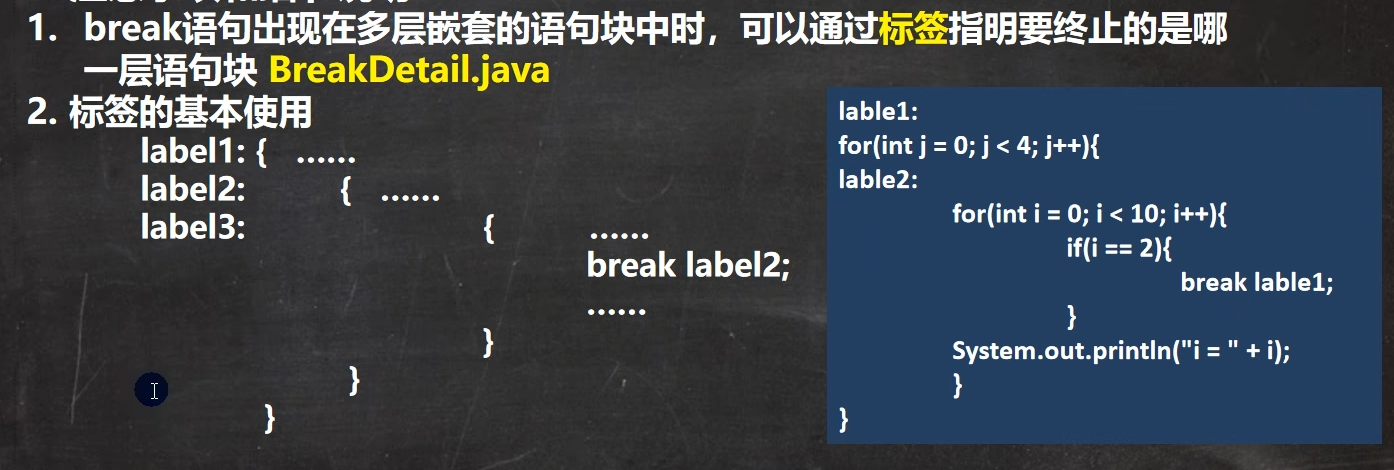 1. break语句出现在多层嵌套的语句块中时，可以通过标签指明要终止的是哪
一层语句块 BreakDetail.java
2. 标签的基本使用
label1: { ……
label2: { ……
label3: { ……
break label2;
……
}
}
}
lable1:
for(int j = 0; j < 4; j++){
lable2:
for(int i = 0; i < 10; i++){
if(i == 2){
break lable1;
}
System.out.println("i = " + i);
}
}